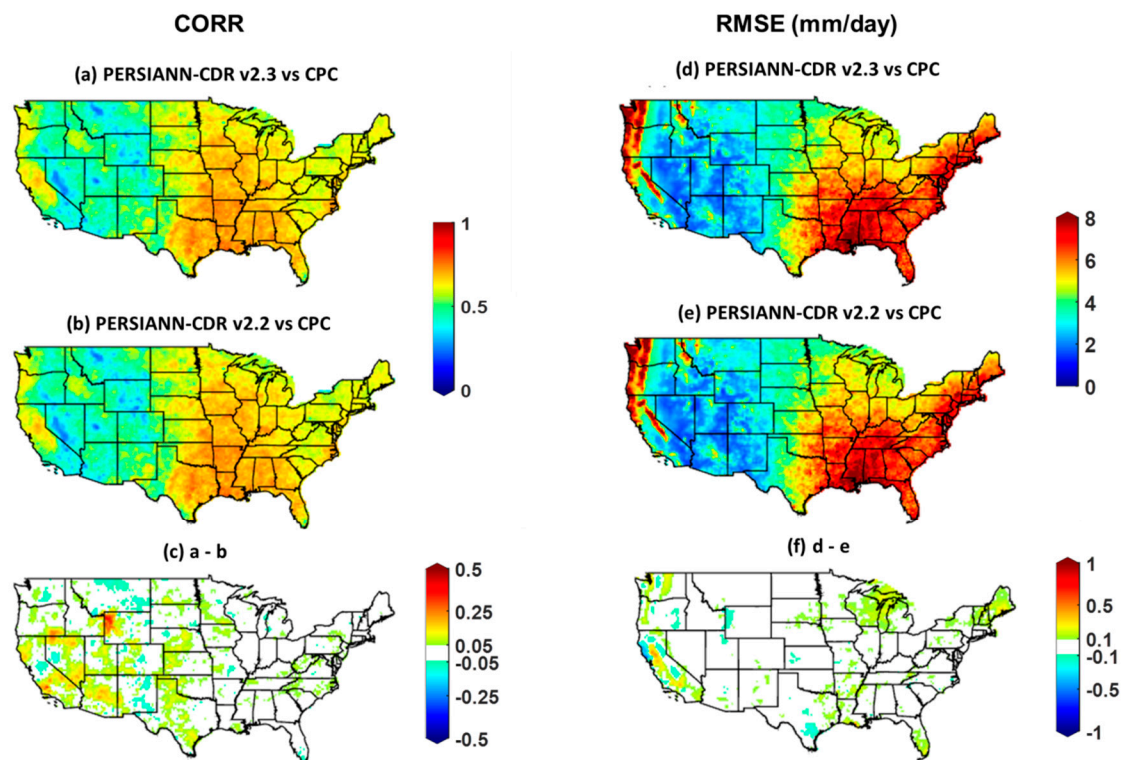 CORR
(a) PERSIANN-CDR v2.3 vs CPC
1
0.5
0
(b) PERSIANN-CDR v2.2 vs CPC
(c) a - b
0.5
0.25
0.05
-0.05
-0.25
-0.5
RMSE (mm/day)
(d) PERSIANN-CDR v2.3 vs CPC
8
6
4
2
0
(e) PERSIANN-CDR v2.2 vs CPC
(f) d - e
1
0.5
0.1
-0.1
-0.5
-1